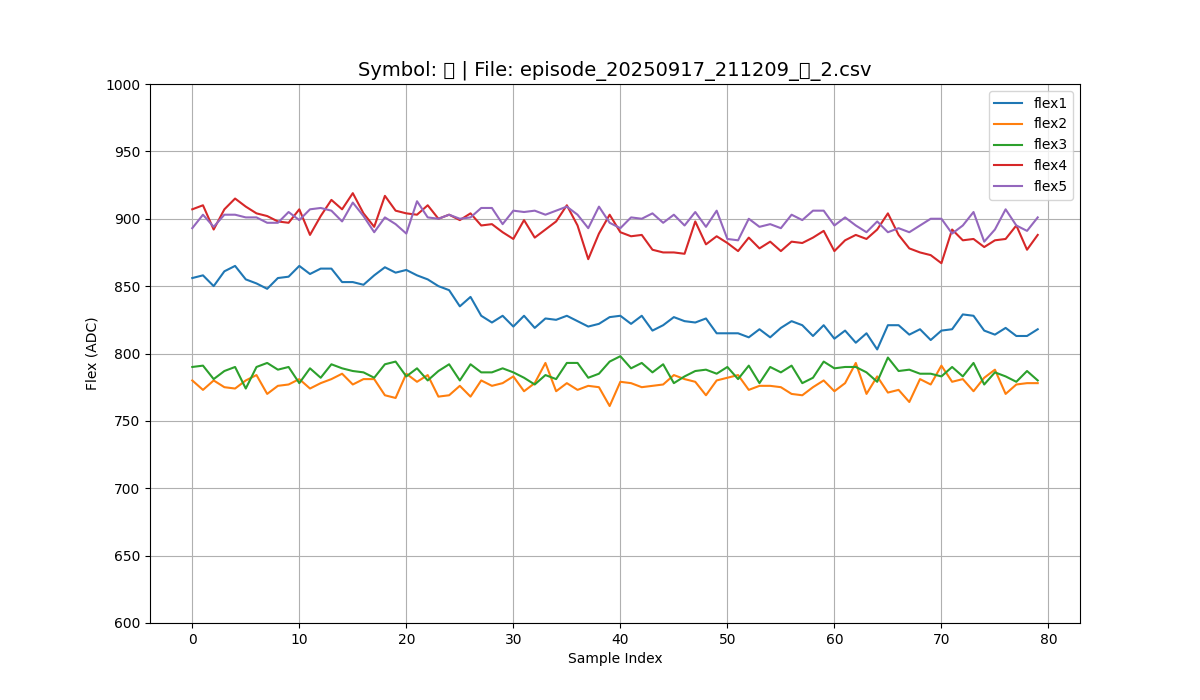 Symbol: | File: episode_20250917_211209_ _2.csv
1000
950
900
850
800
750
700
650
600
Flex (ADC)
flex1
flex2
flex3
flex4
flex5
0 10 20 30 40 50 60 70 80
Sample Index